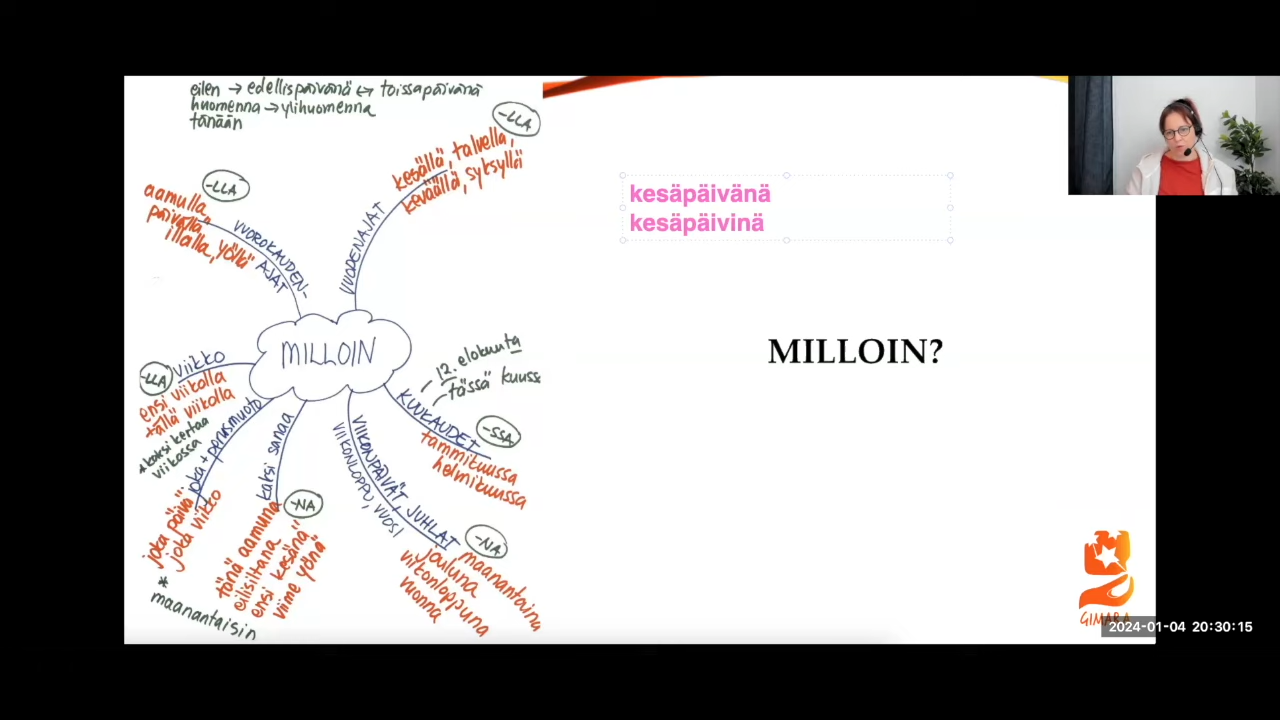 eilen → edellispäivänä ↔ toissapäivänä
huomenna → ylihuomenna
tänään
-LLA
kesällä, talvella,
keväällä, syksyllä
VUODENAJAT
-LLA
aamulla,
päivällä,
illalla, yöllä
VUOROKAUDEN-
AJAT
MILLOIN
-LLA
viikko
ensi viikolla
tällä viikolla
* kaksi kertaa
viikossa
joka + perusmuoto
joka päivä
joka viikko
*
maanantaisin
kaksi sanaa
-NA
tänä aamuna
eilisiltana
ensi kesänä
viime yönä
VIIKONPÄIVÄT, JUHLAT
VIIKONLOPPU, VUOSI
-NA
maanantaina
jouluna
viikonloppuna
vuonna
KUUKAUDET
12. elokuuta
tässä kuuss
-SSA
tammikuussa
helmikuussa
kesäpäivänä
kesäpäivinä
MILLOIN?
GIMARA
2024-01-04 20:30:15